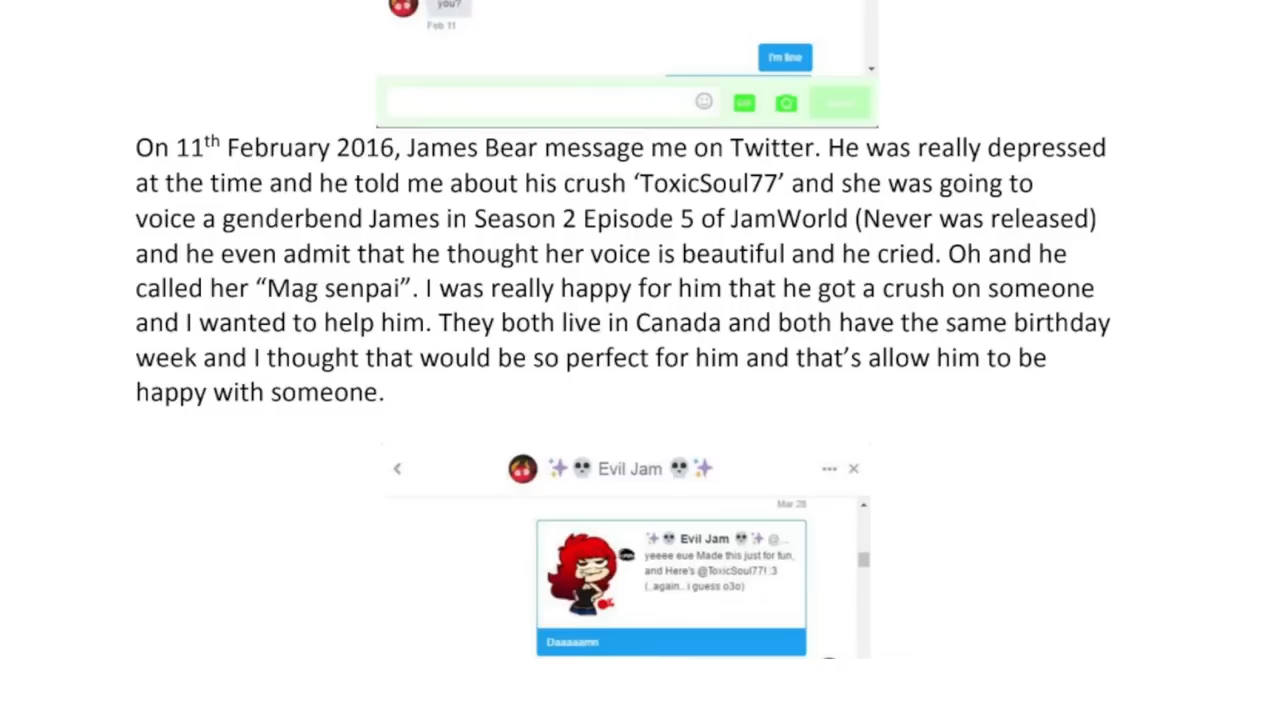 you?
Feb 11
I'm fine
On 11th February 2016, James Bear message me on Twitter. He was really depressed
at the time and he told me about his crush ‘ToxicSoul77’ and she was going to
voice a genderbend James in Season 2 Episode 5 of JamWorld (Never was released)
and he even admit that he thought her voice is beautiful and he cried. Oh and he
called her “Mag senpai”. I was really happy for him that he got a crush on someone
and I wanted to help him. They both live in Canada and both have the same birthday
week and I thought that would be so perfect for him and that’s allow him to be
happy with someone.
✨💀 Evil Jam 💀✨
Mar 28
✨💀 Evil Jam 💀✨ @...
yeeee eue Made this just for fun,
and Here's @ToxicSoul77! :3
(..again.. i guess o3o)
Daaaaamn